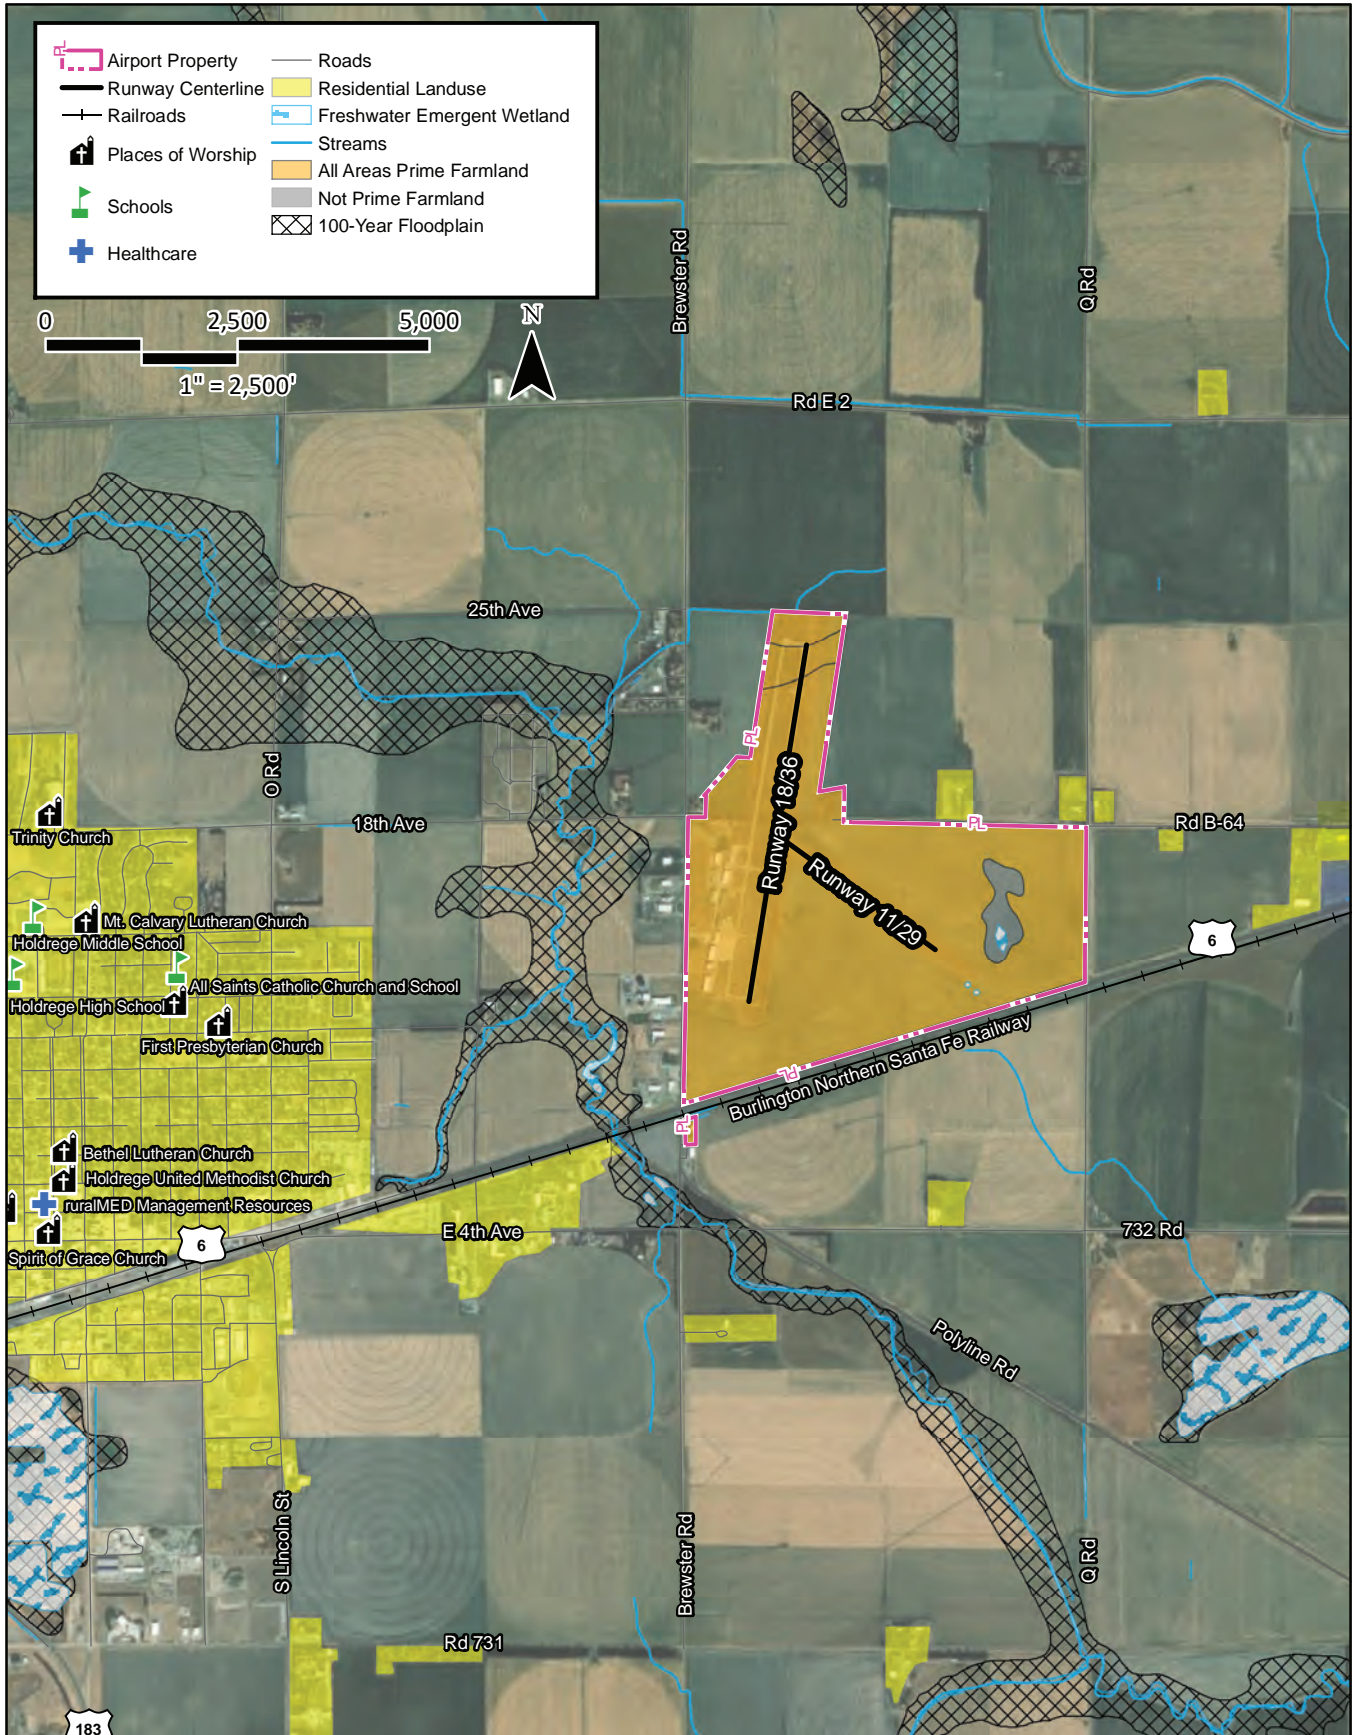 PL
Airport Property
Runway Centerline
Railroads
Places of Worship
Schools
Healthcare
Roads
Residential Landuse
Freshwater Emergent Wetland
Streams
All Areas Prime Farmland
Not Prime Farmland
100-Year Floodplain
0 2,500 5,000
1" = 2,500'
N
Brewster Rd
Q Rd
Rd E 2
25th Ave
O Rd
18th Ave
PL
Runway 18/36
Runway 11/29
PL
Rd B-64
6
Trinity Church
Mt. Calvary Lutheran Church
Holdrege Middle School
All Saints Catholic Church and School
Holdrege High School
First Presbyterian Church
Burlington Northern Santa Fe Railway
PL
PL
Bethel Lutheran Church
Holdrege United Methodist Church
ruralMED Management Resources
Spirit of Grace Church
6
E 4th Ave
732 Rd
Polyline Rd
S Lincoln St
Brewster Rd
Q Rd
Rd 731
183